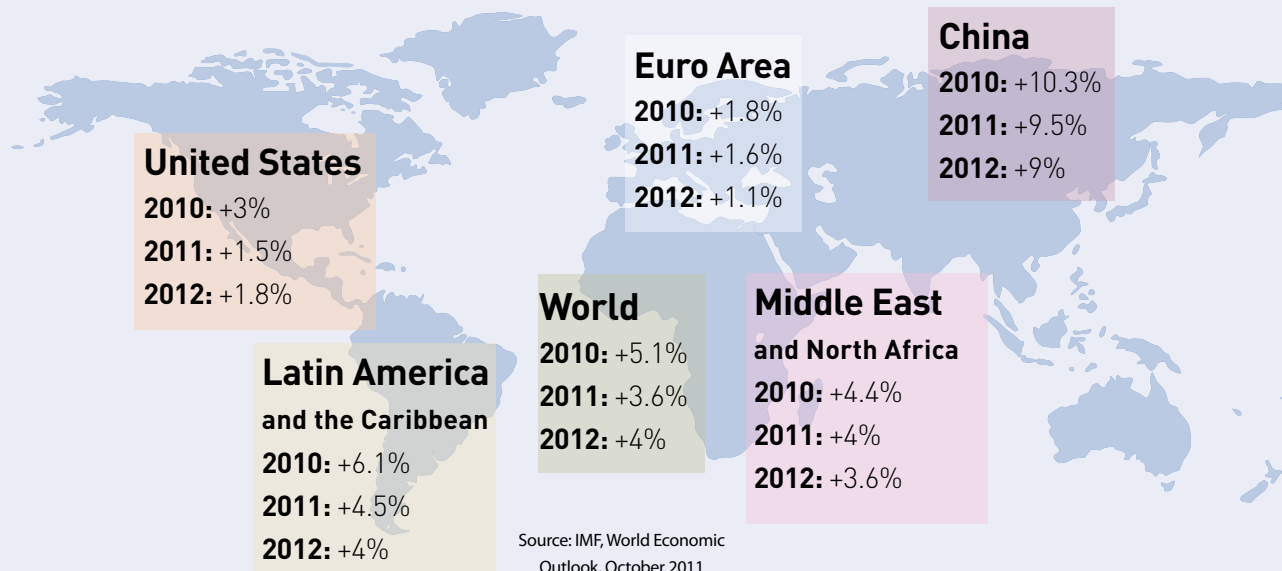 United States
2010: +3%
2011: +1.5%
2012: +1.8%
Latin America
and the Caribbean
2010: +6.1%
2011: +4.5%
2012: +4%
Euro Area
2010: +1.8%
2011: +1.6%
2012: +1.1%
World
2010: +5.1%
2011: +3.6%
2012: +4%
China
2010: +10.3%
2011: +9.5%
2012: +9%
Middle East
and North Africa
2010: +4.4%
2011: +4%
2012: +3.6%
Source: IMF, World Economic
Outlook, October 2011